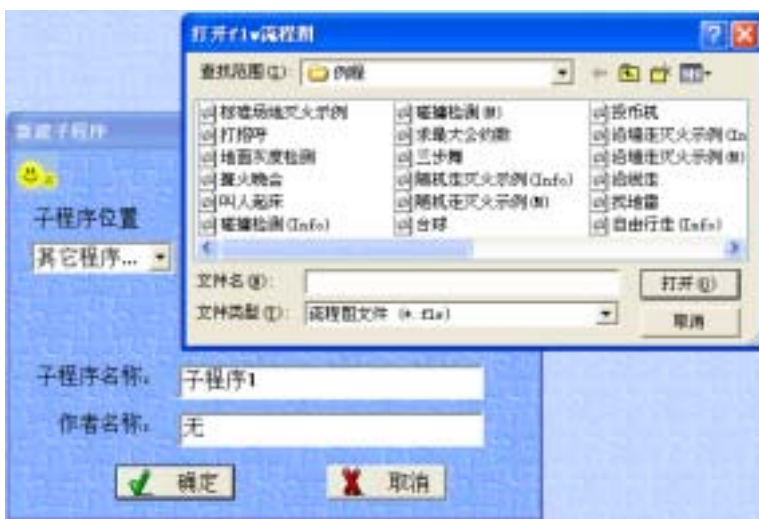 打开flw流程图
查找范围(I): 例程
标准场地灭火示例
打招呼
地面灰度检测
篝火晚会
叫人起床
碰撞检测(Info)
碰撞检测(M)
求最大公约数
三步舞
随机走灭火示例(Info)
随机走灭火示例(M)
台球
投币机
沿墙走灭火示例(In
沿墙走灭火示例(M)
沿线走
找地雷
自由行走(Info)
文件名(N):
打开(O)
文件类型(T): 流程图文件 (*.flw)
取消
新建子程序
子程序位置
其它程序...
子程序名称: 子程序1
作者名称: 无
确定
取消